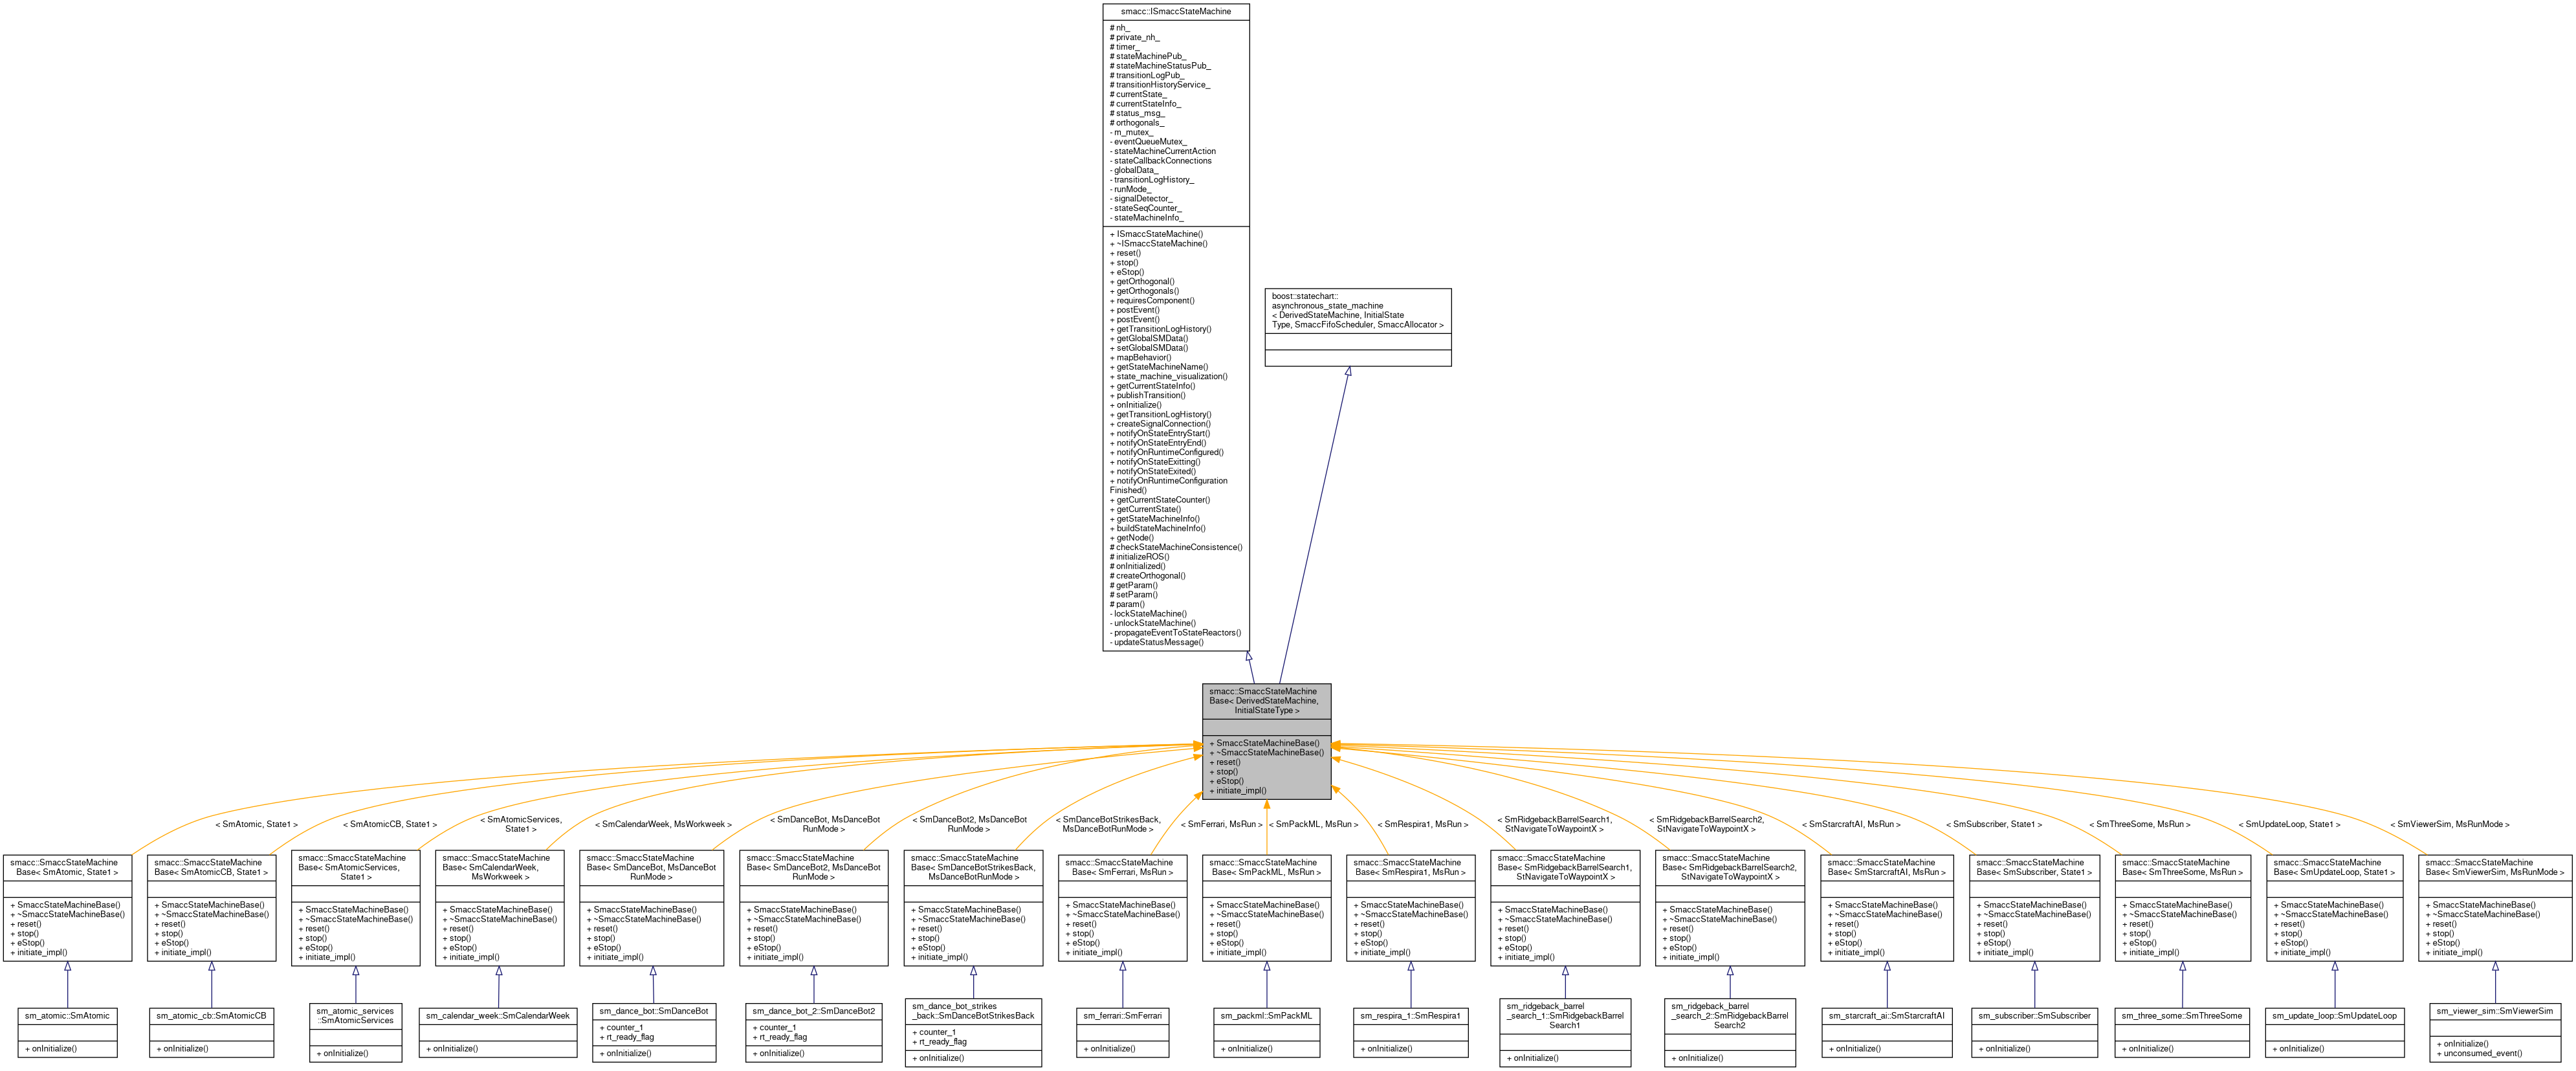 smacc::ISmaccStateMachine
# nh_
# private_nh_
# timer_
# stateMachinePub_
# stateMachineStatusPub_
# transitionLogPub_
# transitionHistoryService_
# currentState_
# currentStateInfo_
# status_msg_
# orthogonals_
- m_mutex_
- eventQueueMutex_
- stateMachineCurrentAction
- stateCallbackConnections
- globalData_
- transitionLogHistory_
- runMode_
- signalDetector_
- stateSeqCounter_
- stateMachineInfo_
+ ISmaccStateMachine()
+ ~ISmaccStateMachine()
+ reset()
+ stop()
+ eStop()
+ getOrthogonal()
+ getOrthogonals()
+ requiresComponent()
+ postEvent()
+ postEvent()
+ getTransitionLogHistory()
+ getGlobalSMData()
+ setGlobalSMData()
+ mapBehavior()
+ getStateMachineName()
+ state_machine_visualization()
+ getCurrentStateInfo()
+ publishTransition()
+ onInitialize()
+ getTransitionLogHistory()
+ createSignalConnection()
+ notifyOnStateEntryStart()
+ notifyOnStateEntryEnd()
+ notifyOnRuntimeConfigured()
+ notifyOnStateExitting()
+ notifyOnStateExited()
+ notifyOnRuntimeConfiguration
Finished()
+ getCurrentStateCounter()
+ getCurrentState()
+ getStateMachineInfo()
+ buildStateMachineInfo()
+ getNode()
# checkStateMachineConsistence()
# initializeROS()
# onInitialized()
# createOrthogonal()
# getParam()
# setParam()
# param()
- lockStateMachine()
- unlockStateMachine()
- propagateEventToStateReactors()
- updateStatusMessage()
boost::statechart::
asynchronous_state_machine
< DerivedStateMachine, InitialState
Type, SmaccFifoScheduler, SmaccAllocator >
smacc::SmaccStateMachine
Base< DerivedStateMachine,
InitialStateType >
+ SmaccStateMachineBase()
+ ~SmaccStateMachineBase()
+ reset()
+ stop()
+ eStop()
+ initiate_impl()
< SmAtomic, State1 >
< SmAtomicCB, State1 >
< SmAtomicServices,
State1 >
< SmCalendarWeek, MsWorkweek >
< SmDanceBot, MsDanceBot
RunMode >
< SmDanceBot2, MsDanceBot
RunMode >
< SmDanceBotStrikesBack,
MsDanceBotRunMode >
< SmFerrari, MsRun >
< SmPackML, MsRun >
< SmRespira1, MsRun >
< SmRidgebackBarrelSearch1,
StNavigateToWaypointX >
< SmRidgebackBarrelSearch2,
StNavigateToWaypointX >
< SmStarcraftAI, MsRun >
< SmSubscriber, State1 >
< SmThreeSome, MsRun >
< SmUpdateLoop, State1 >
< SmViewerSim, MsRunMode >
smacc::SmaccStateMachine
Base< SmAtomic, State1 >
+ SmaccStateMachineBase()
+ ~SmaccStateMachineBase()
+ reset()
+ stop()
+ eStop()
+ initiate_impl()
smacc::SmaccStateMachine
Base< SmAtomicCB, State1 >
+ SmaccStateMachineBase()
+ ~SmaccStateMachineBase()
+ reset()
+ stop()
+ eStop()
+ initiate_impl()
smacc::SmaccStateMachine
Base< SmAtomicServices,
State1 >
+ SmaccStateMachineBase()
+ ~SmaccStateMachineBase()
+ reset()
+ stop()
+ eStop()
+ initiate_impl()
smacc::SmaccStateMachine
Base< SmCalendarWeek,
MsWorkweek >
+ SmaccStateMachineBase()
+ ~SmaccStateMachineBase()
+ reset()
+ stop()
+ eStop()
+ initiate_impl()
smacc::SmaccStateMachine
Base< SmDanceBot, MsDanceBot
RunMode >
+ SmaccStateMachineBase()
+ ~SmaccStateMachineBase()
+ reset()
+ stop()
+ eStop()
+ initiate_impl()
smacc::SmaccStateMachine
Base< SmDanceBot2, MsDanceBot
RunMode >
+ SmaccStateMachineBase()
+ ~SmaccStateMachineBase()
+ reset()
+ stop()
+ eStop()
+ initiate_impl()
smacc::SmaccStateMachine
Base< SmDanceBotStrikesBack,
MsDanceBotRunMode >
+ SmaccStateMachineBase()
+ ~SmaccStateMachineBase()
+ reset()
+ stop()
+ eStop()
+ initiate_impl()
smacc::SmaccStateMachine
Base< SmFerrari, MsRun >
+ SmaccStateMachineBase()
+ ~SmaccStateMachineBase()
+ reset()
+ stop()
+ eStop()
+ initiate_impl()
smacc::SmaccStateMachine
Base< SmPackML, MsRun >
+ SmaccStateMachineBase()
+ ~SmaccStateMachineBase()
+ reset()
+ stop()
+ eStop()
+ initiate_impl()
smacc::SmaccStateMachine
Base< SmRespira1, MsRun >
+ SmaccStateMachineBase()
+ ~SmaccStateMachineBase()
+ reset()
+ stop()
+ eStop()
+ initiate_impl()
smacc::SmaccStateMachine
Base< SmRidgebackBarrelSearch1,
StNavigateToWaypointX >
+ SmaccStateMachineBase()
+ ~SmaccStateMachineBase()
+ reset()
+ stop()
+ eStop()
+ initiate_impl()
smacc::SmaccStateMachine
Base< SmRidgebackBarrelSearch2,
StNavigateToWaypointX >
+ SmaccStateMachineBase()
+ ~SmaccStateMachineBase()
+ reset()
+ stop()
+ eStop()
+ initiate_impl()
smacc::SmaccStateMachine
Base< SmStarcraftAI, MsRun >
+ SmaccStateMachineBase()
+ ~SmaccStateMachineBase()
+ reset()
+ stop()
+ eStop()
+ initiate_impl()
smacc::SmaccStateMachine
Base< SmSubscriber, State1 >
+ SmaccStateMachineBase()
+ ~SmaccStateMachineBase()
+ reset()
+ stop()
+ eStop()
+ initiate_impl()
smacc::SmaccStateMachine
Base< SmThreeSome, MsRun >
+ SmaccStateMachineBase()
+ ~SmaccStateMachineBase()
+ reset()
+ stop()
+ eStop()
+ initiate_impl()
smacc::SmaccStateMachine
Base< SmUpdateLoop, State1 >
+ SmaccStateMachineBase()
+ ~SmaccStateMachineBase()
+ reset()
+ stop()
+ eStop()
+ initiate_impl()
smacc::SmaccStateMachine
Base< SmViewerSim, MsRunMode >
+ SmaccStateMachineBase()
+ ~SmaccStateMachineBase()
+ reset()
+ stop()
+ eStop()
+ initiate_impl()
sm_atomic::SmAtomic
+ onInitialize()
sm_atomic_cb::SmAtomicCB
+ onInitialize()
sm_atomic_services
::SmAtomicServices
+ onInitialize()
sm_calendar_week::SmCalendarWeek
+ onInitialize()
sm_dance_bot::SmDanceBot
+ counter_1
+ rt_ready_flag
+ onInitialize()
sm_dance_bot_2::SmDanceBot2
+ counter_1
+ rt_ready_flag
+ onInitialize()
sm_dance_bot_strikes
_back::SmDanceBotStrikesBack
+ counter_1
+ rt_ready_flag
+ onInitialize()
sm_ferrari::SmFerrari
+ onInitialize()
sm_packml::SmPackML
+ onInitialize()
sm_respira_1::SmRespira1
+ onInitialize()
sm_ridgeback_barrel
_search_1::SmRidgebackBarrel
Search1
+ onInitialize()
sm_ridgeback_barrel
_search_2::SmRidgebackBarrel
Search2
+ onInitialize()
sm_starcraft_ai::SmStarcraftAI
+ onInitialize()
sm_subscriber::SmSubscriber
+ onInitialize()
sm_three_some::SmThreeSome
+ onInitialize()
sm_update_loop::SmUpdateLoop
+ onInitialize()
sm_viewer_sim::SmViewerSim
+ onInitialize()
+ unconsumed_event()